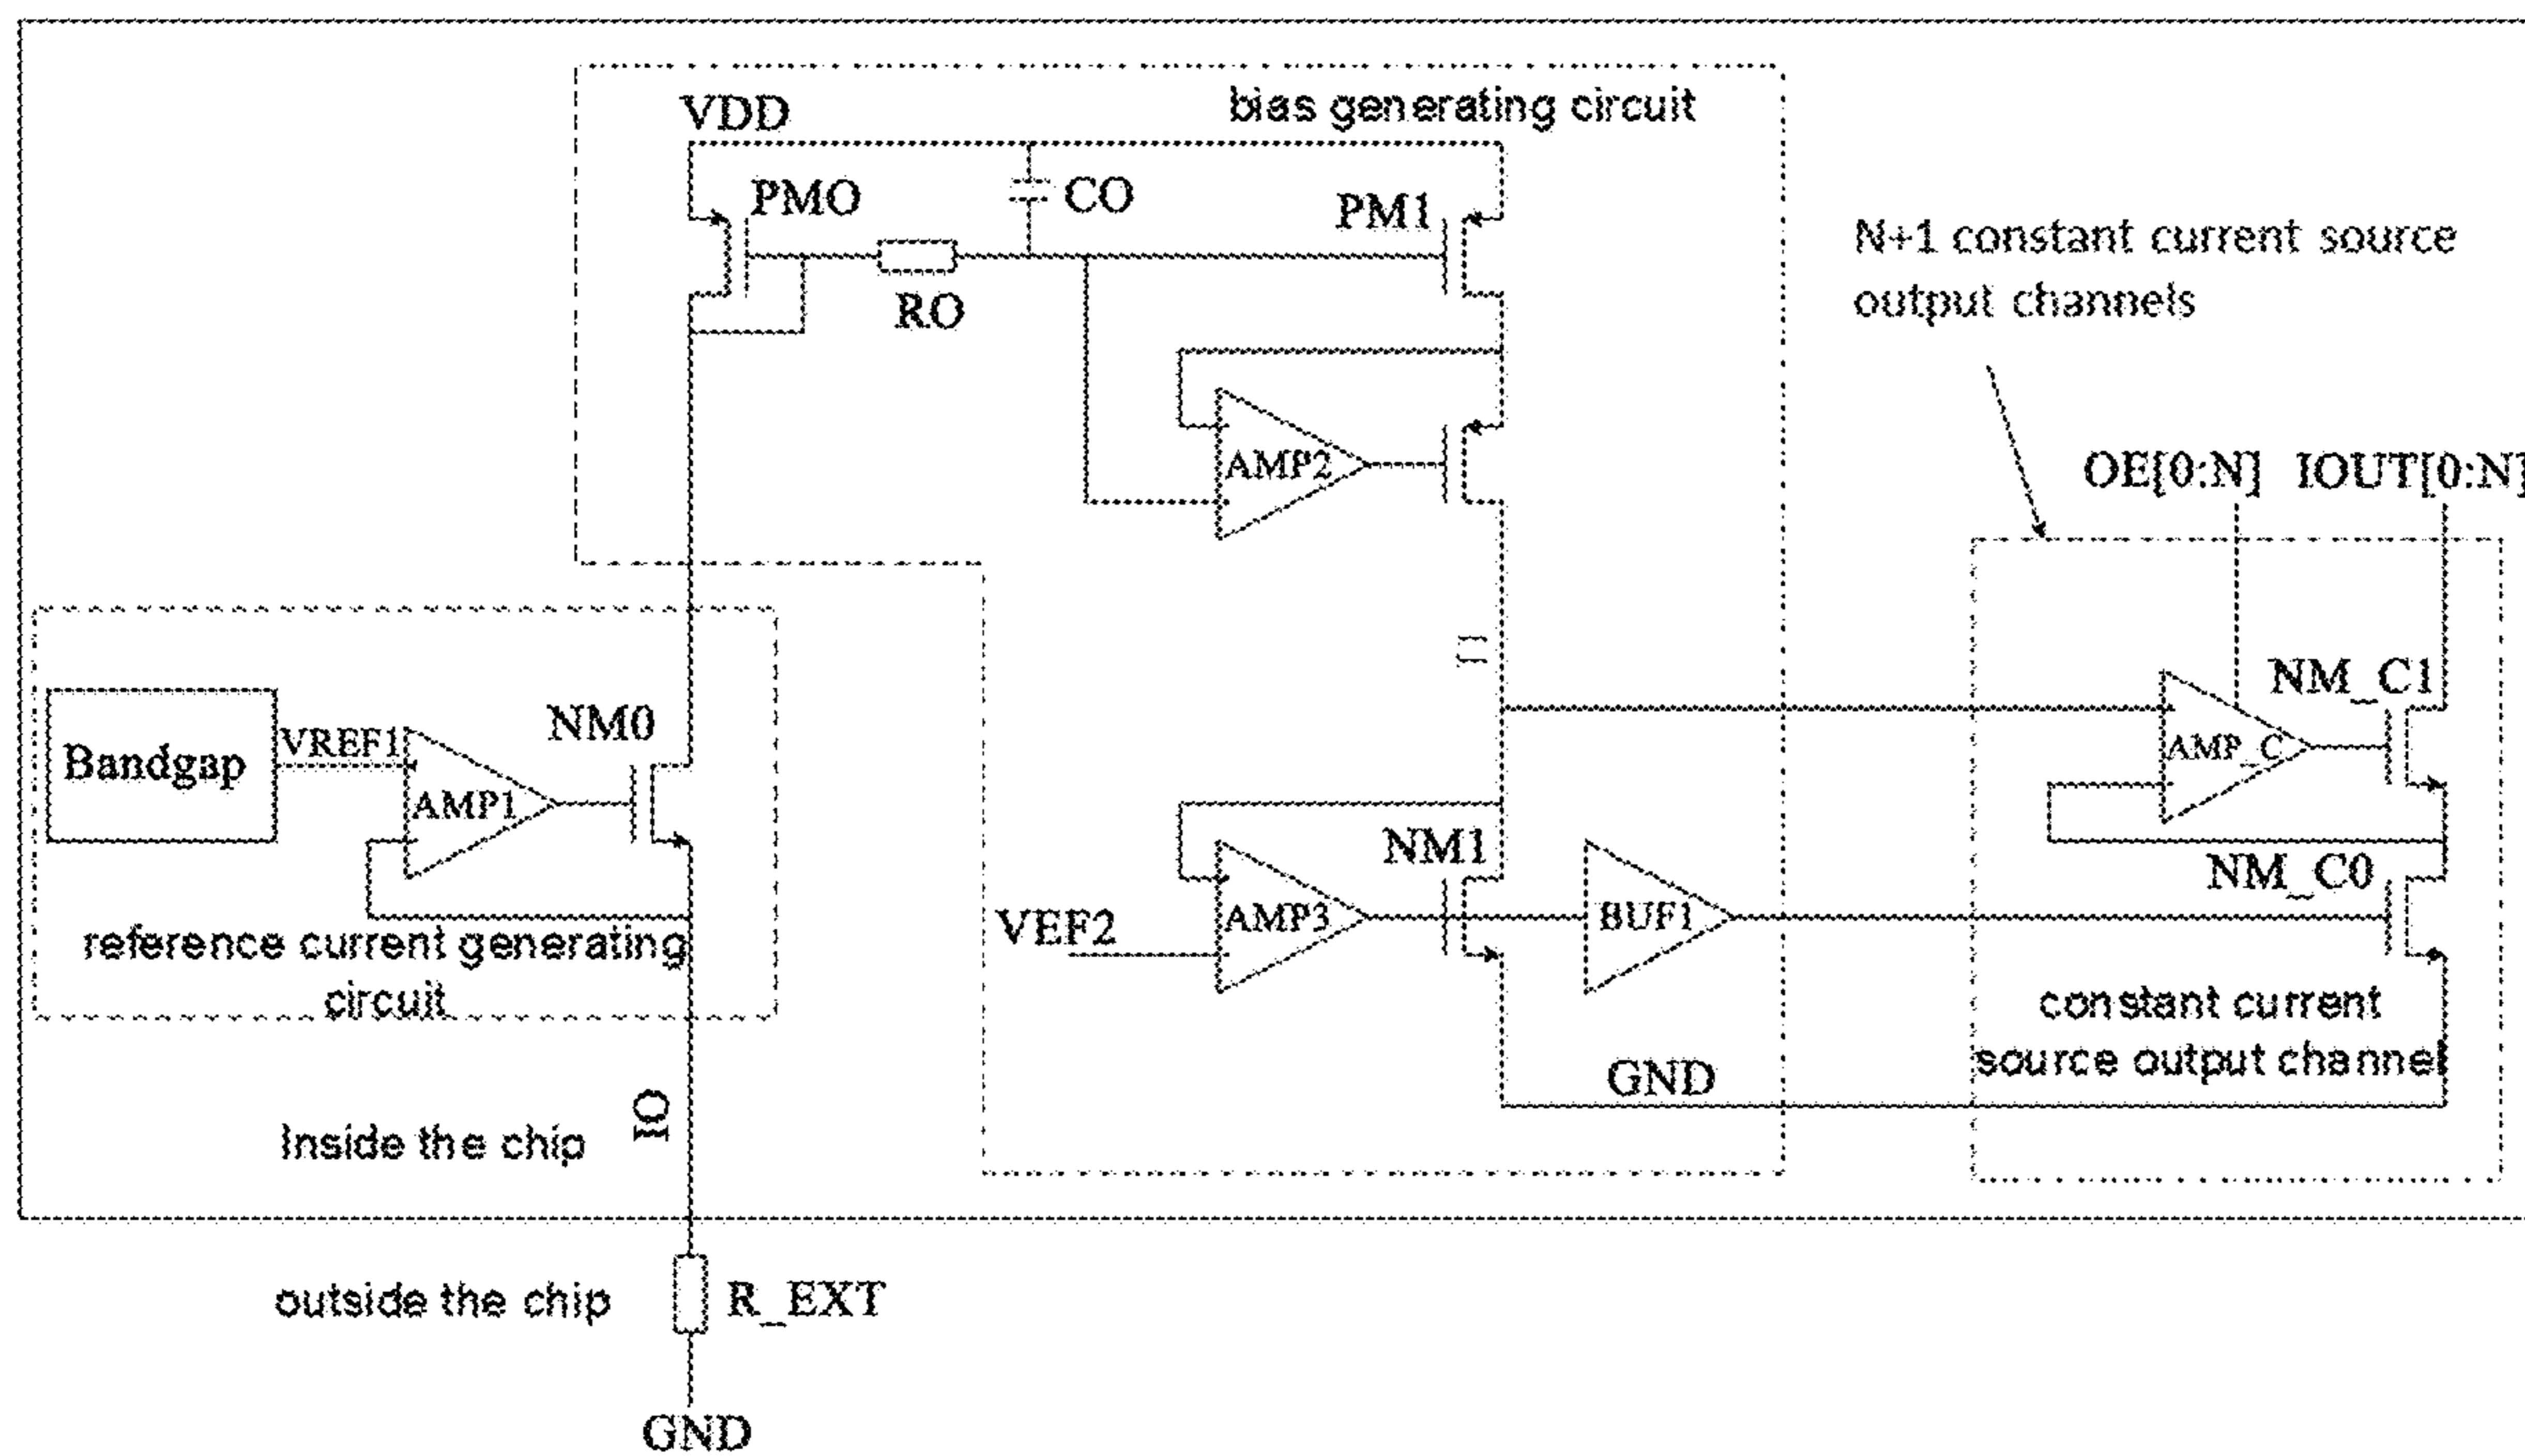 VDD
bias generating circuit
PMO
CO
PM1
RO
N+1 constant current source
output channels
AMP2
OE[0:N]
IOUT[0:N]
NM_C1
AMP_C
NM0
VREF1
Bandgap
AMP1
NM1
NM_C0
VEF2
AMP3
BUF1
reference current generating
circuit
constant current
source output channel
GND
IO
Inside the chip
outside the chip
R_EXT
GND